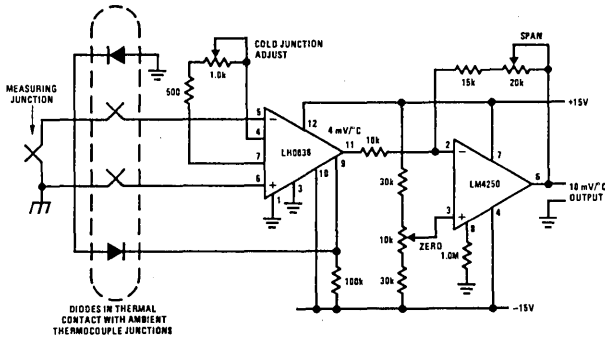 SPAN
COLD JUNCTION
ADJUST
1.0k
15k
20k
MEASURING
JUNCTION
500
+15V
5
−
12
4 mV/°C
4
11
10k
2
−
7
LH0036
9
30k
LM4250
6
10 mV/°C
OUTPUT
7
10
6
+
3
1
3
+
4
8
10k
ZERO
1.0M
100k
30k
−15V
DIODES IN THERMAL
CONTACT WITH AMBIENT
THERMOCOUPLE JUNCTIONS